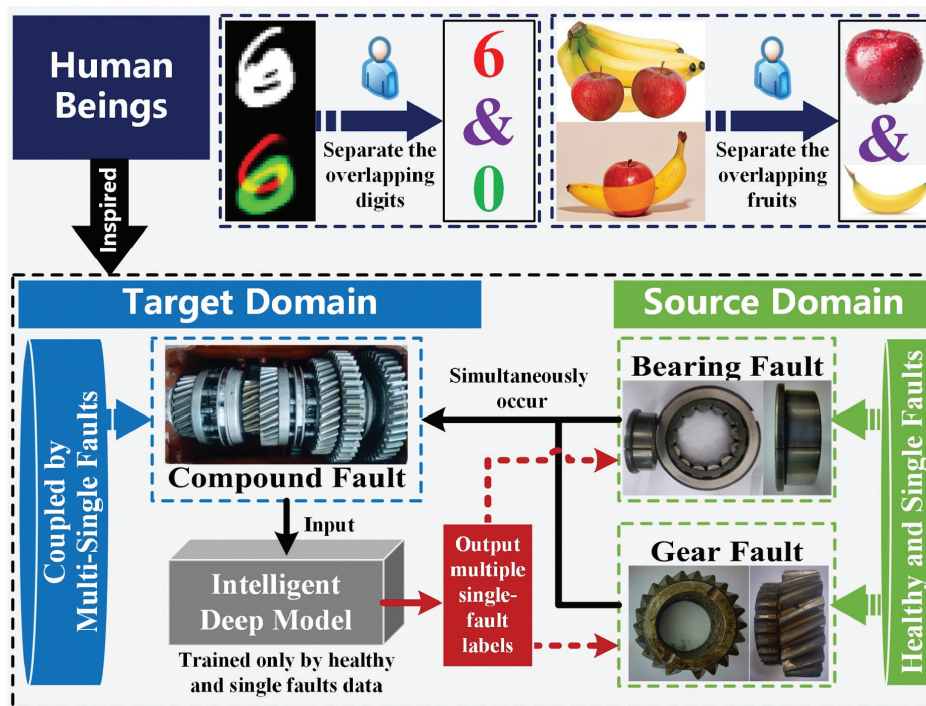 Human
Beings
Separate the
overlapping
digits
6
&
0
Separate the
overlapping
fruits
&
Inspired
Target Domain
Source Domain
Coupled by
Multi-Single Faults
Compound Fault
Simultaneously
occur
Bearing Fault
Healthy and Single Faults
Input
Intelligent
Deep Model
Trained only by healthy
and single faults data
Output
multiple
single-
fault
labels
Gear Fault